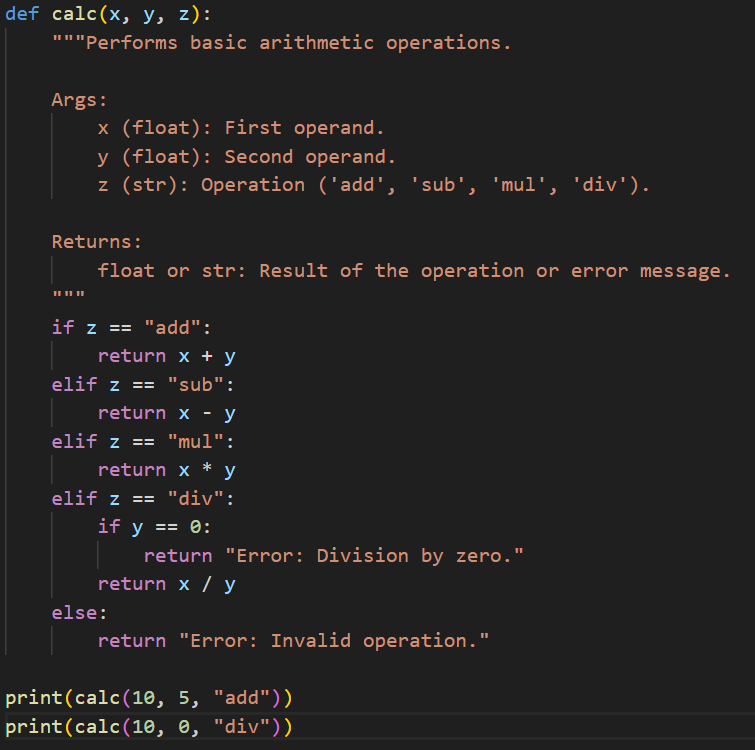 def calc(x, y, z):
    """Performs basic arithmetic operations.

    Args:
        x (float): First operand.
        y (float): Second operand.
        z (str): Operation ('add', 'sub', 'mul', 'div').

    Returns:
        float or str: Result of the operation or error message.
    """
    if z == "add":
        return x + y
    elif z == "sub":
        return x - y
    elif z == "mul":
        return x * y
    elif z == "div":
        if y == 0:
            return "Error: Division by zero."
        return x / y
    else:
        return "Error: Invalid operation."

print(calc(10, 5, "add"))
print(calc(10, 0, "div"))